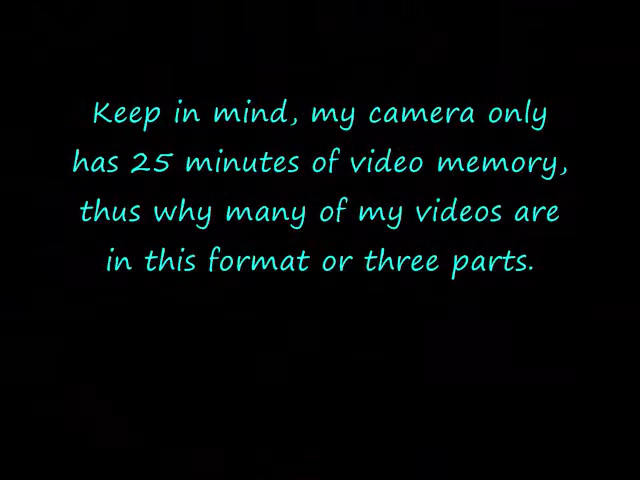 Keep in mind, my camera only
has 25 minutes of video memory,
thus why many of my videos are
in this format or three parts.